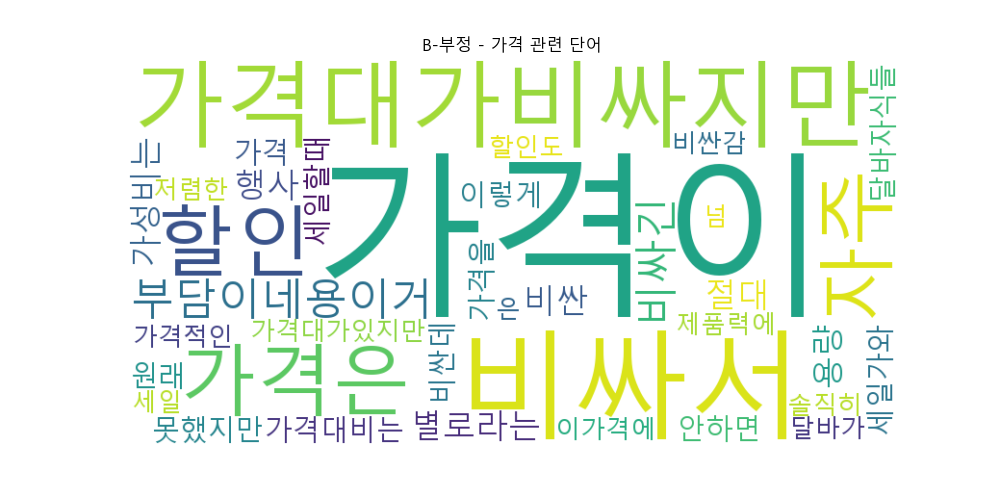 B-부정 - 가격 관련 단어
가격대가비싸지만
달바자식들
가성비는
가격
세일할때
할인도
비싼감
저렴한
행사
가격이
이렇게
넘
자주
할인
비싸긴
부담이네용이거
가격을
은
비싼
절대
가격적인
가격대가있지만
비싼데
제품력에
용량
세일가와
원래
가격은
비싸서
세일
솔직히
못했지만
가격대비는
별로라는
이가격에
안하면
달바가